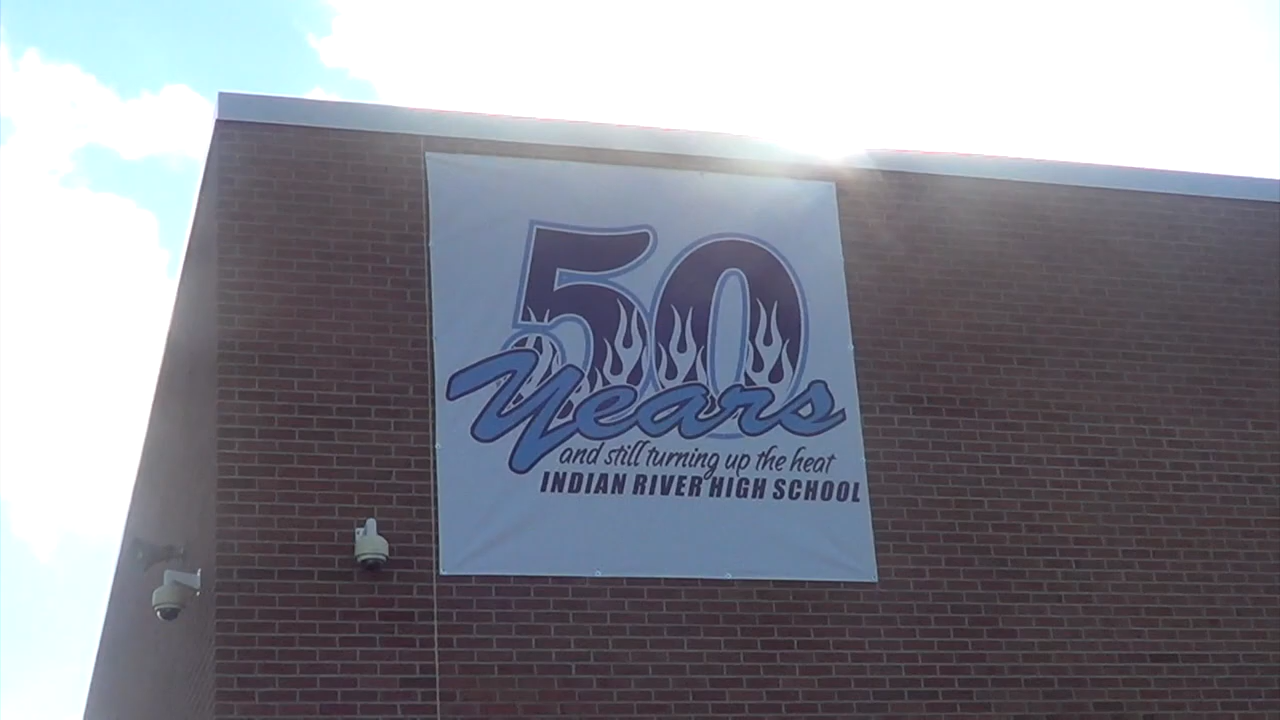 50
Years
and still turning up the heat
INDIAN RIVER HIGH SCHOOL